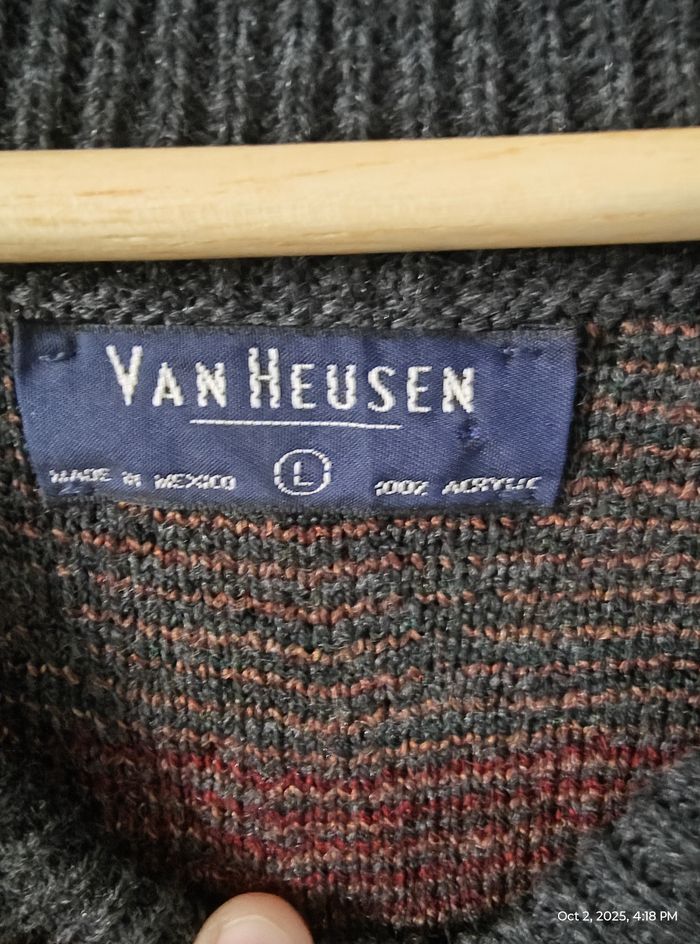 VAN HEUSEN
MADE IN MEXICO
L
100% ACRYLIC
Oct 2, 2025, 4:18 PM